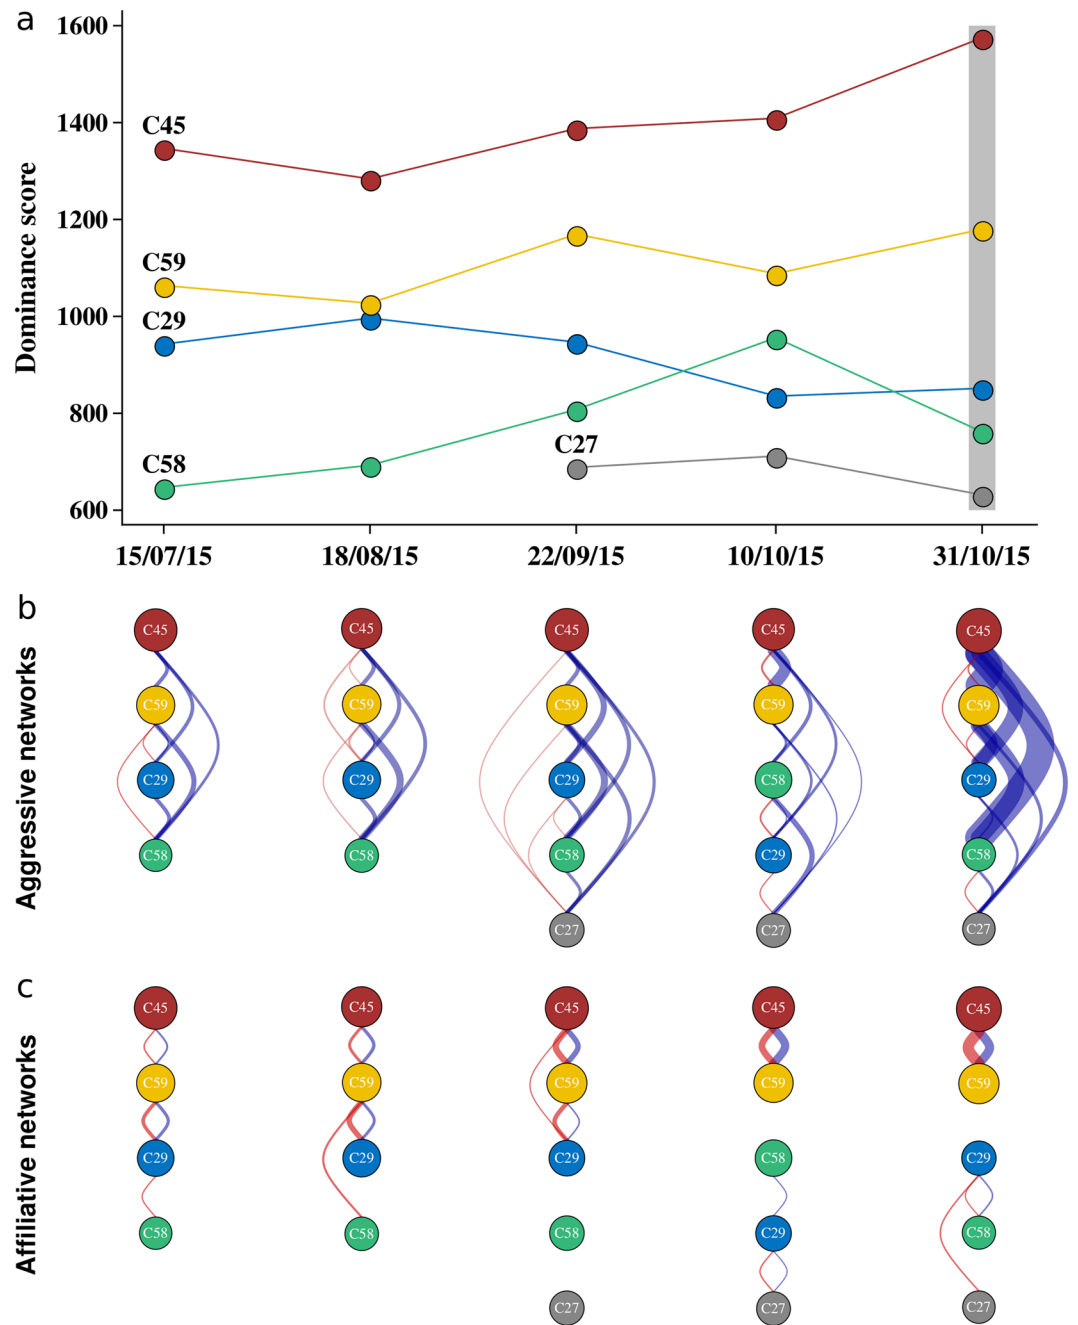 a
1600
1400
1200
1000
800
600
Dominance score
C45
C59
C29
C58
C27
15/07/15 18/08/15 22/09/15 10/10/15 31/10/15
b
Aggressive networks
C45 C45 C45 C45 C45
C59 C59 C59 C59 C59
C29 C29 C29 C58 C29
C58 C58 C58 C29 C58
C27 C27 C27
c
Affiliative networks
C45 C45 C45 C45 C45
C59 C59 C59 C59 C59
C29 C29 C29 C58 C29
C58 C58 C58 C29 C58
C27 C27 C27